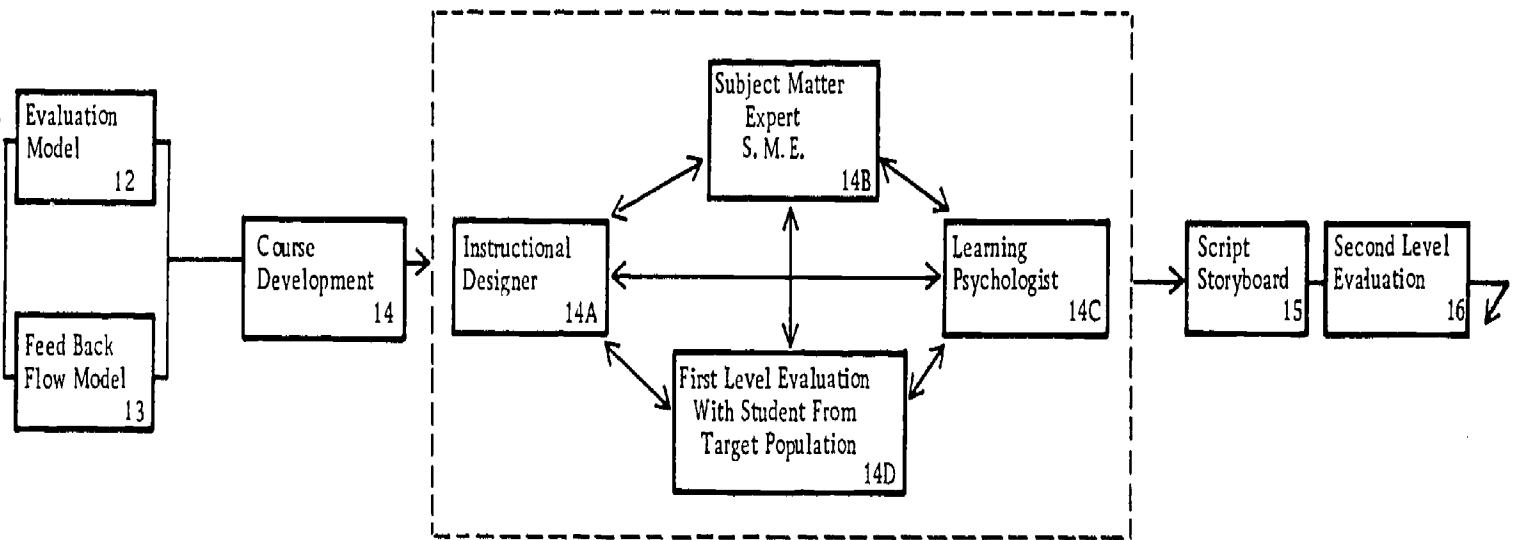 Evaluation
Model
12
Feed Back
Flow Model
13
Course
Development
14
Instructional
Designer
14A
Subject Matter
Expert
S. M. E.
14B
Learning
Psychologist
14C
First Level Evaluation
With Student From
Target Population
14D
Script
Storyboard
15
Second Level
Evaluation
16